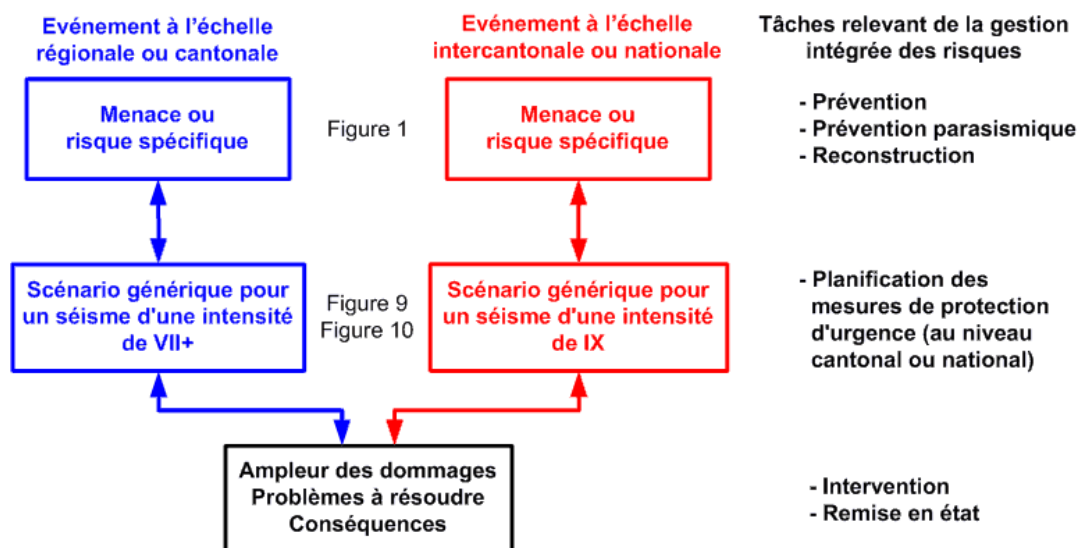 Evénement à l'échelle
régionale ou cantonale
Evénement à l'échelle
intercantonale ou nationale
Tâches relevant de la gestion
intégrée des risques
Menace ou
risque spécifique
Figure 1
Menace ou
risque spécifique
- Prévention
- Prévention parasismique
- Reconstruction
Scénario générique pour
un séisme d'une intensité
de VII+
Figure 9
Figure 10
Scénario générique pour
un séisme d'une intensité
de IX
- Planification des
mesures de protection
d'urgence (au niveau
cantonal ou national)
Ampleur des dommages
Problèmes à résoudre
Conséquences
- Intervention
- Remise en état